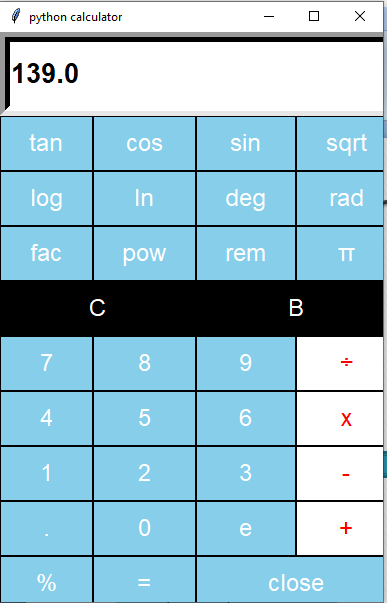 python calculator
139.0
tan cos sin sqrt
log ln deg rad
fac pow rem π
C B
7 8 9 ÷
4 5 6 x
1 2 3 -
. 0 e +
% = close